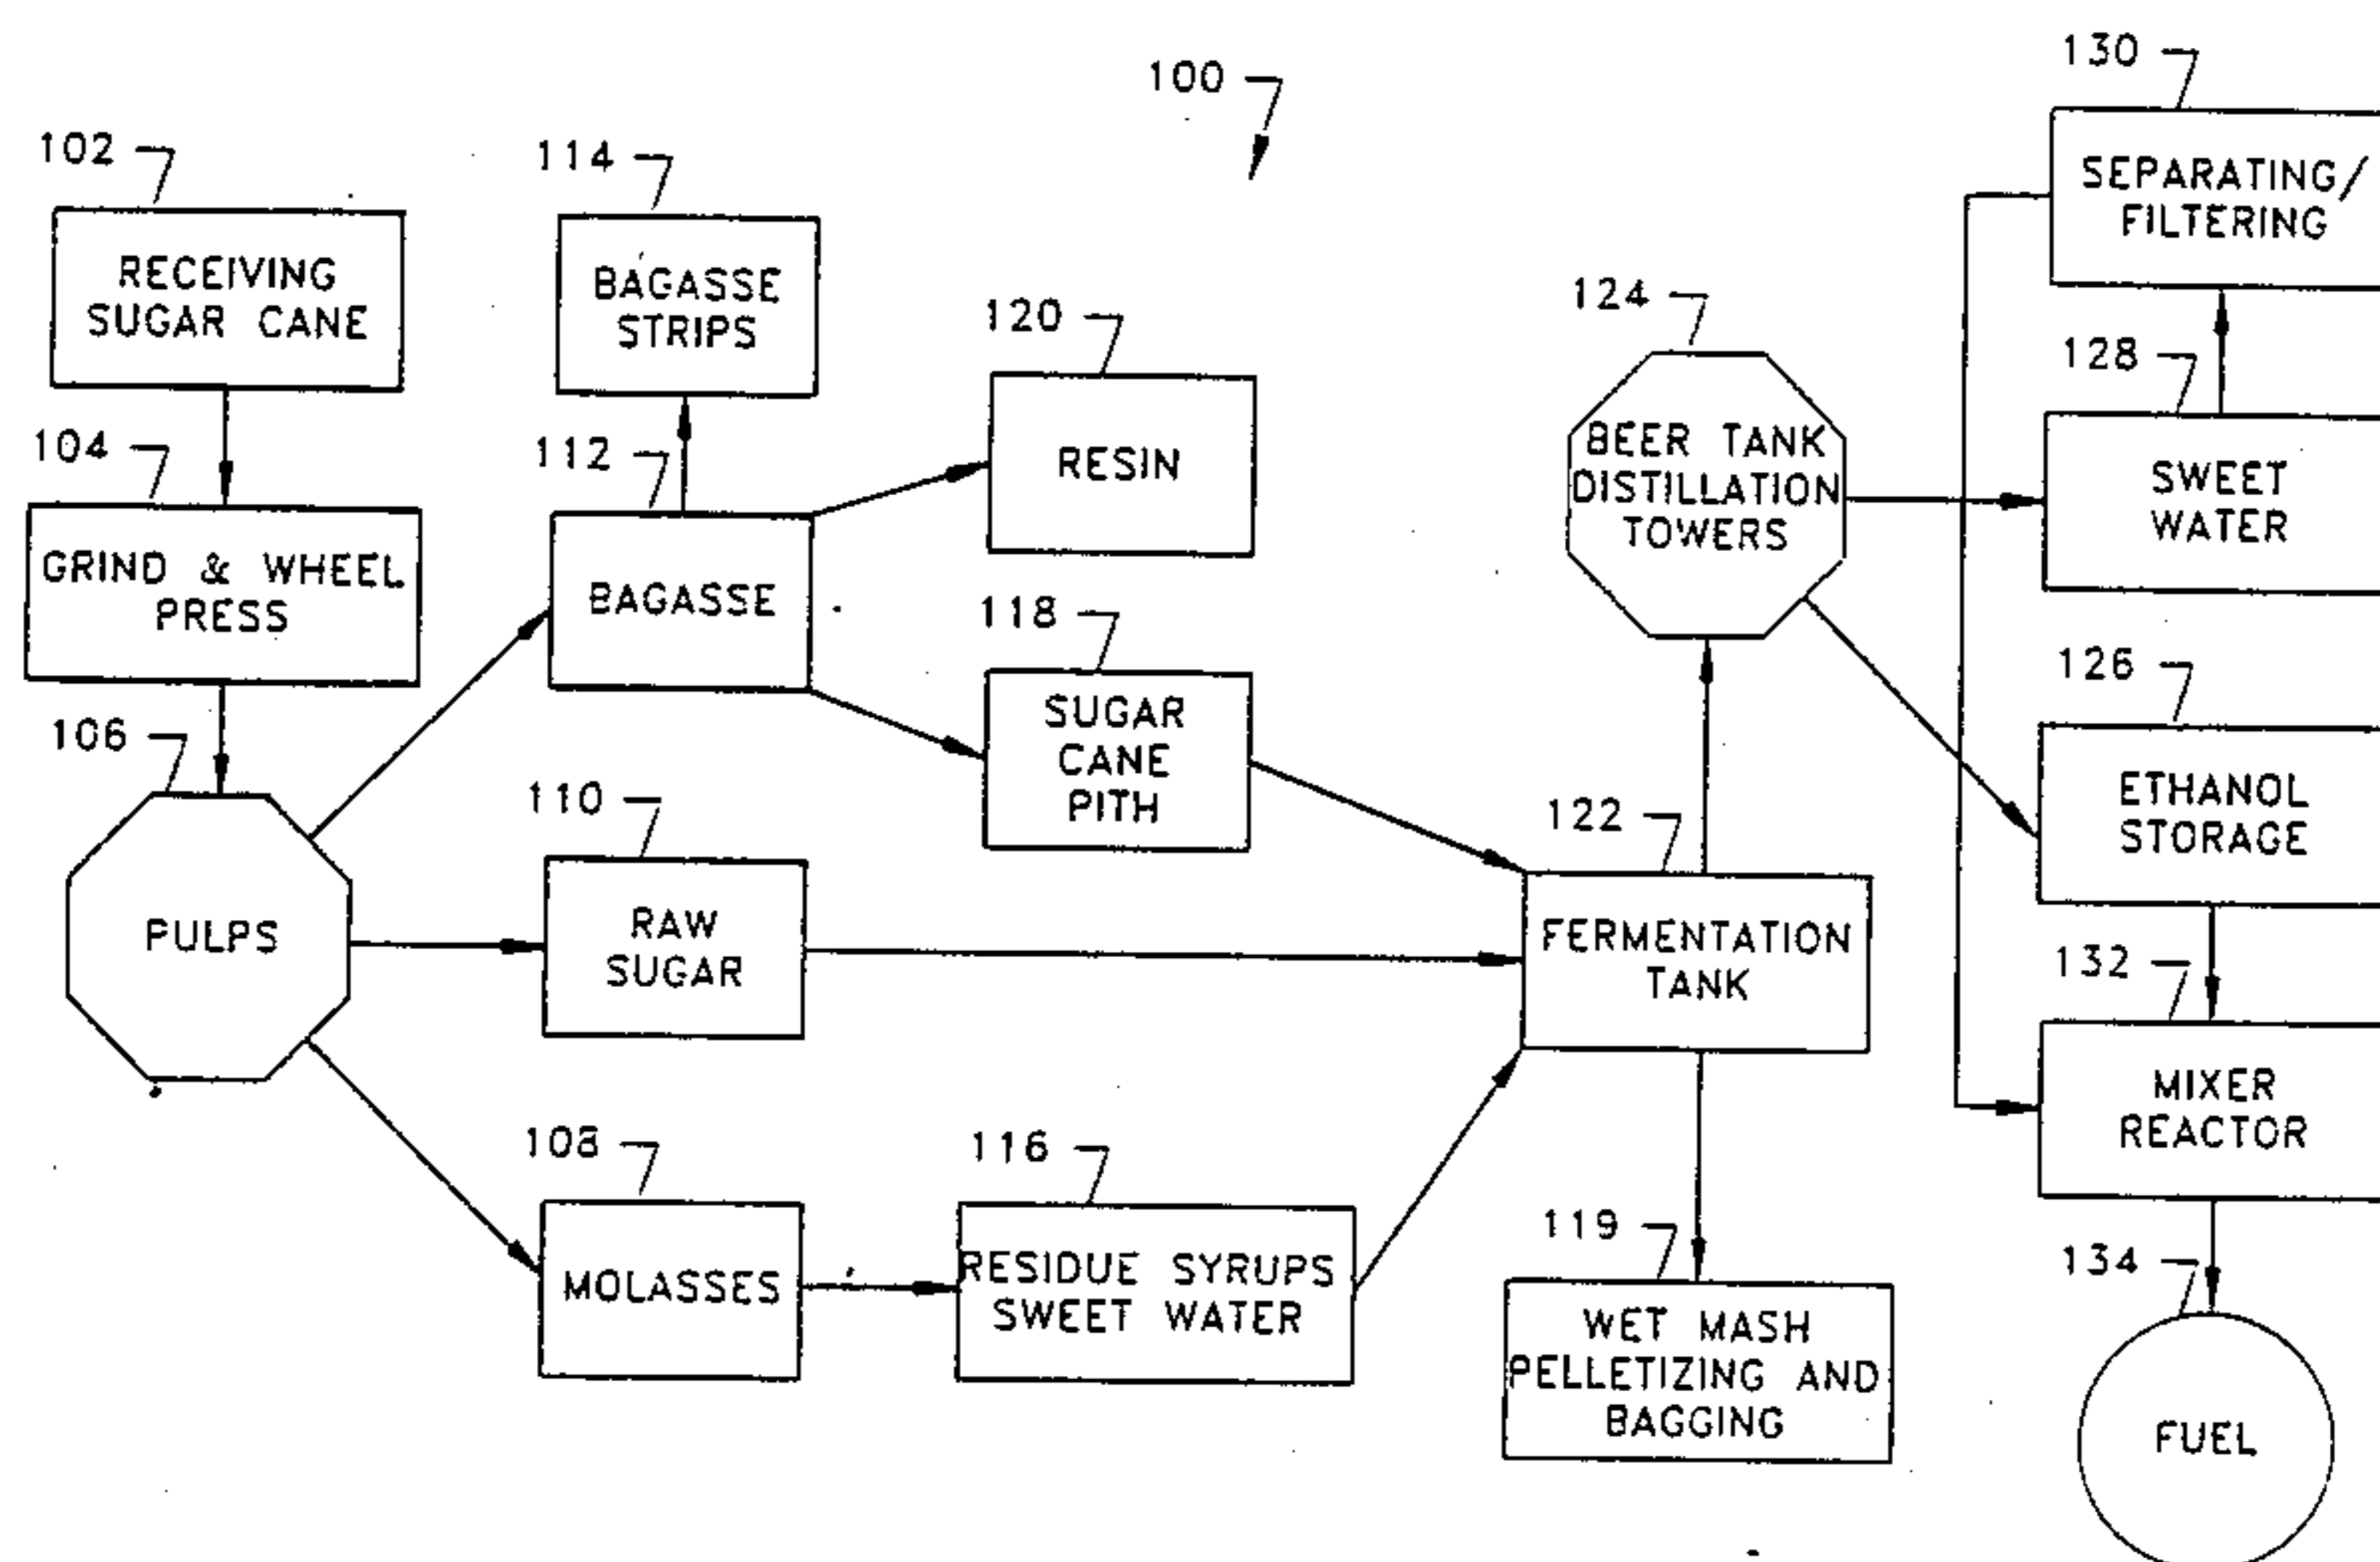 100
102
RECEIVING
SUGAR CANE
104
GRIND & WHEEL
PRESS
106
PULPS
114
BAGASSE
STRIPS
112
BAGASSE
120
RESIN
118
SUGAR
CANE
PITH
110
RAW
SUGAR
108
MOLASSES
116
RESIDUE SYRUPS
SWEET WATER
124
BEER TANK
DISTILLATION
TOWERS
122
FERMENTATION
TANK
119
WET MASH
PELLETIZING AND
BAGGING
130
SEPARATING/
FILTERING
128
SWEET
WATER
126
ETHANOL
STORAGE
132
MIXER
REACTOR
134
FUEL